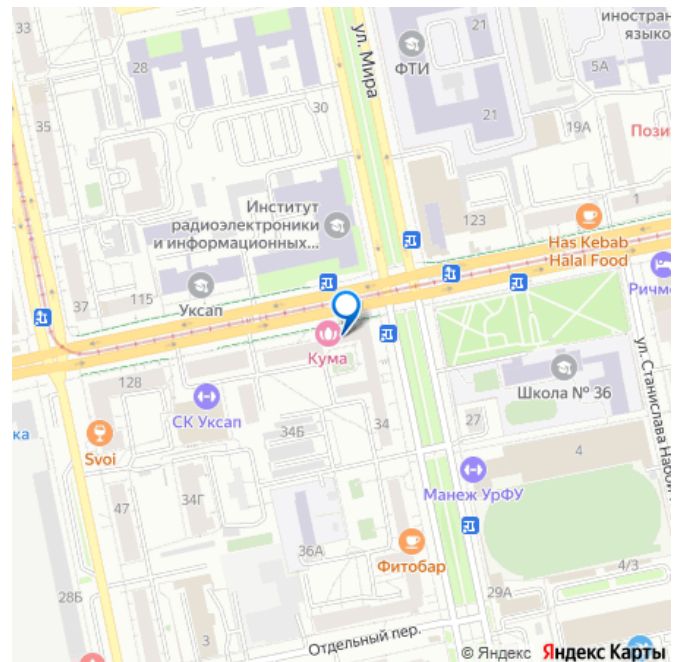 33
28
ул. Мира
21
ФТИ
иностран
языко
5А
35
30
21
19А
Пози
Институт
радиоэлектроники
и информационных...
123
1
Has Kebab
Halal Food
37
115
Уксап
Ричм
128
Кума
СК Уксап
Школа № 36
ул. Станислава Набой
ка
Svoi
34Б
34
27
4
Манеж УрФУ
47
34Г
36А
Фитобар
4/3
28Б
29А
3
Отдельный пер.
© Яндекс Яндекс Карты